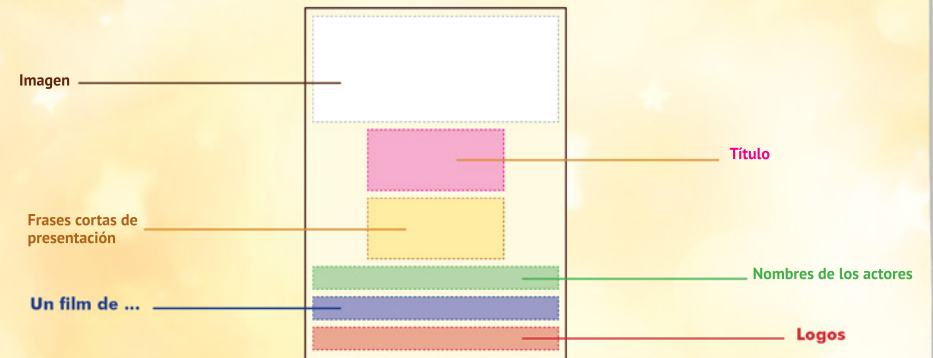 Imagen
Título
Frases cortas de
presentación
Nombres de los actores
Un film de ...
Logos